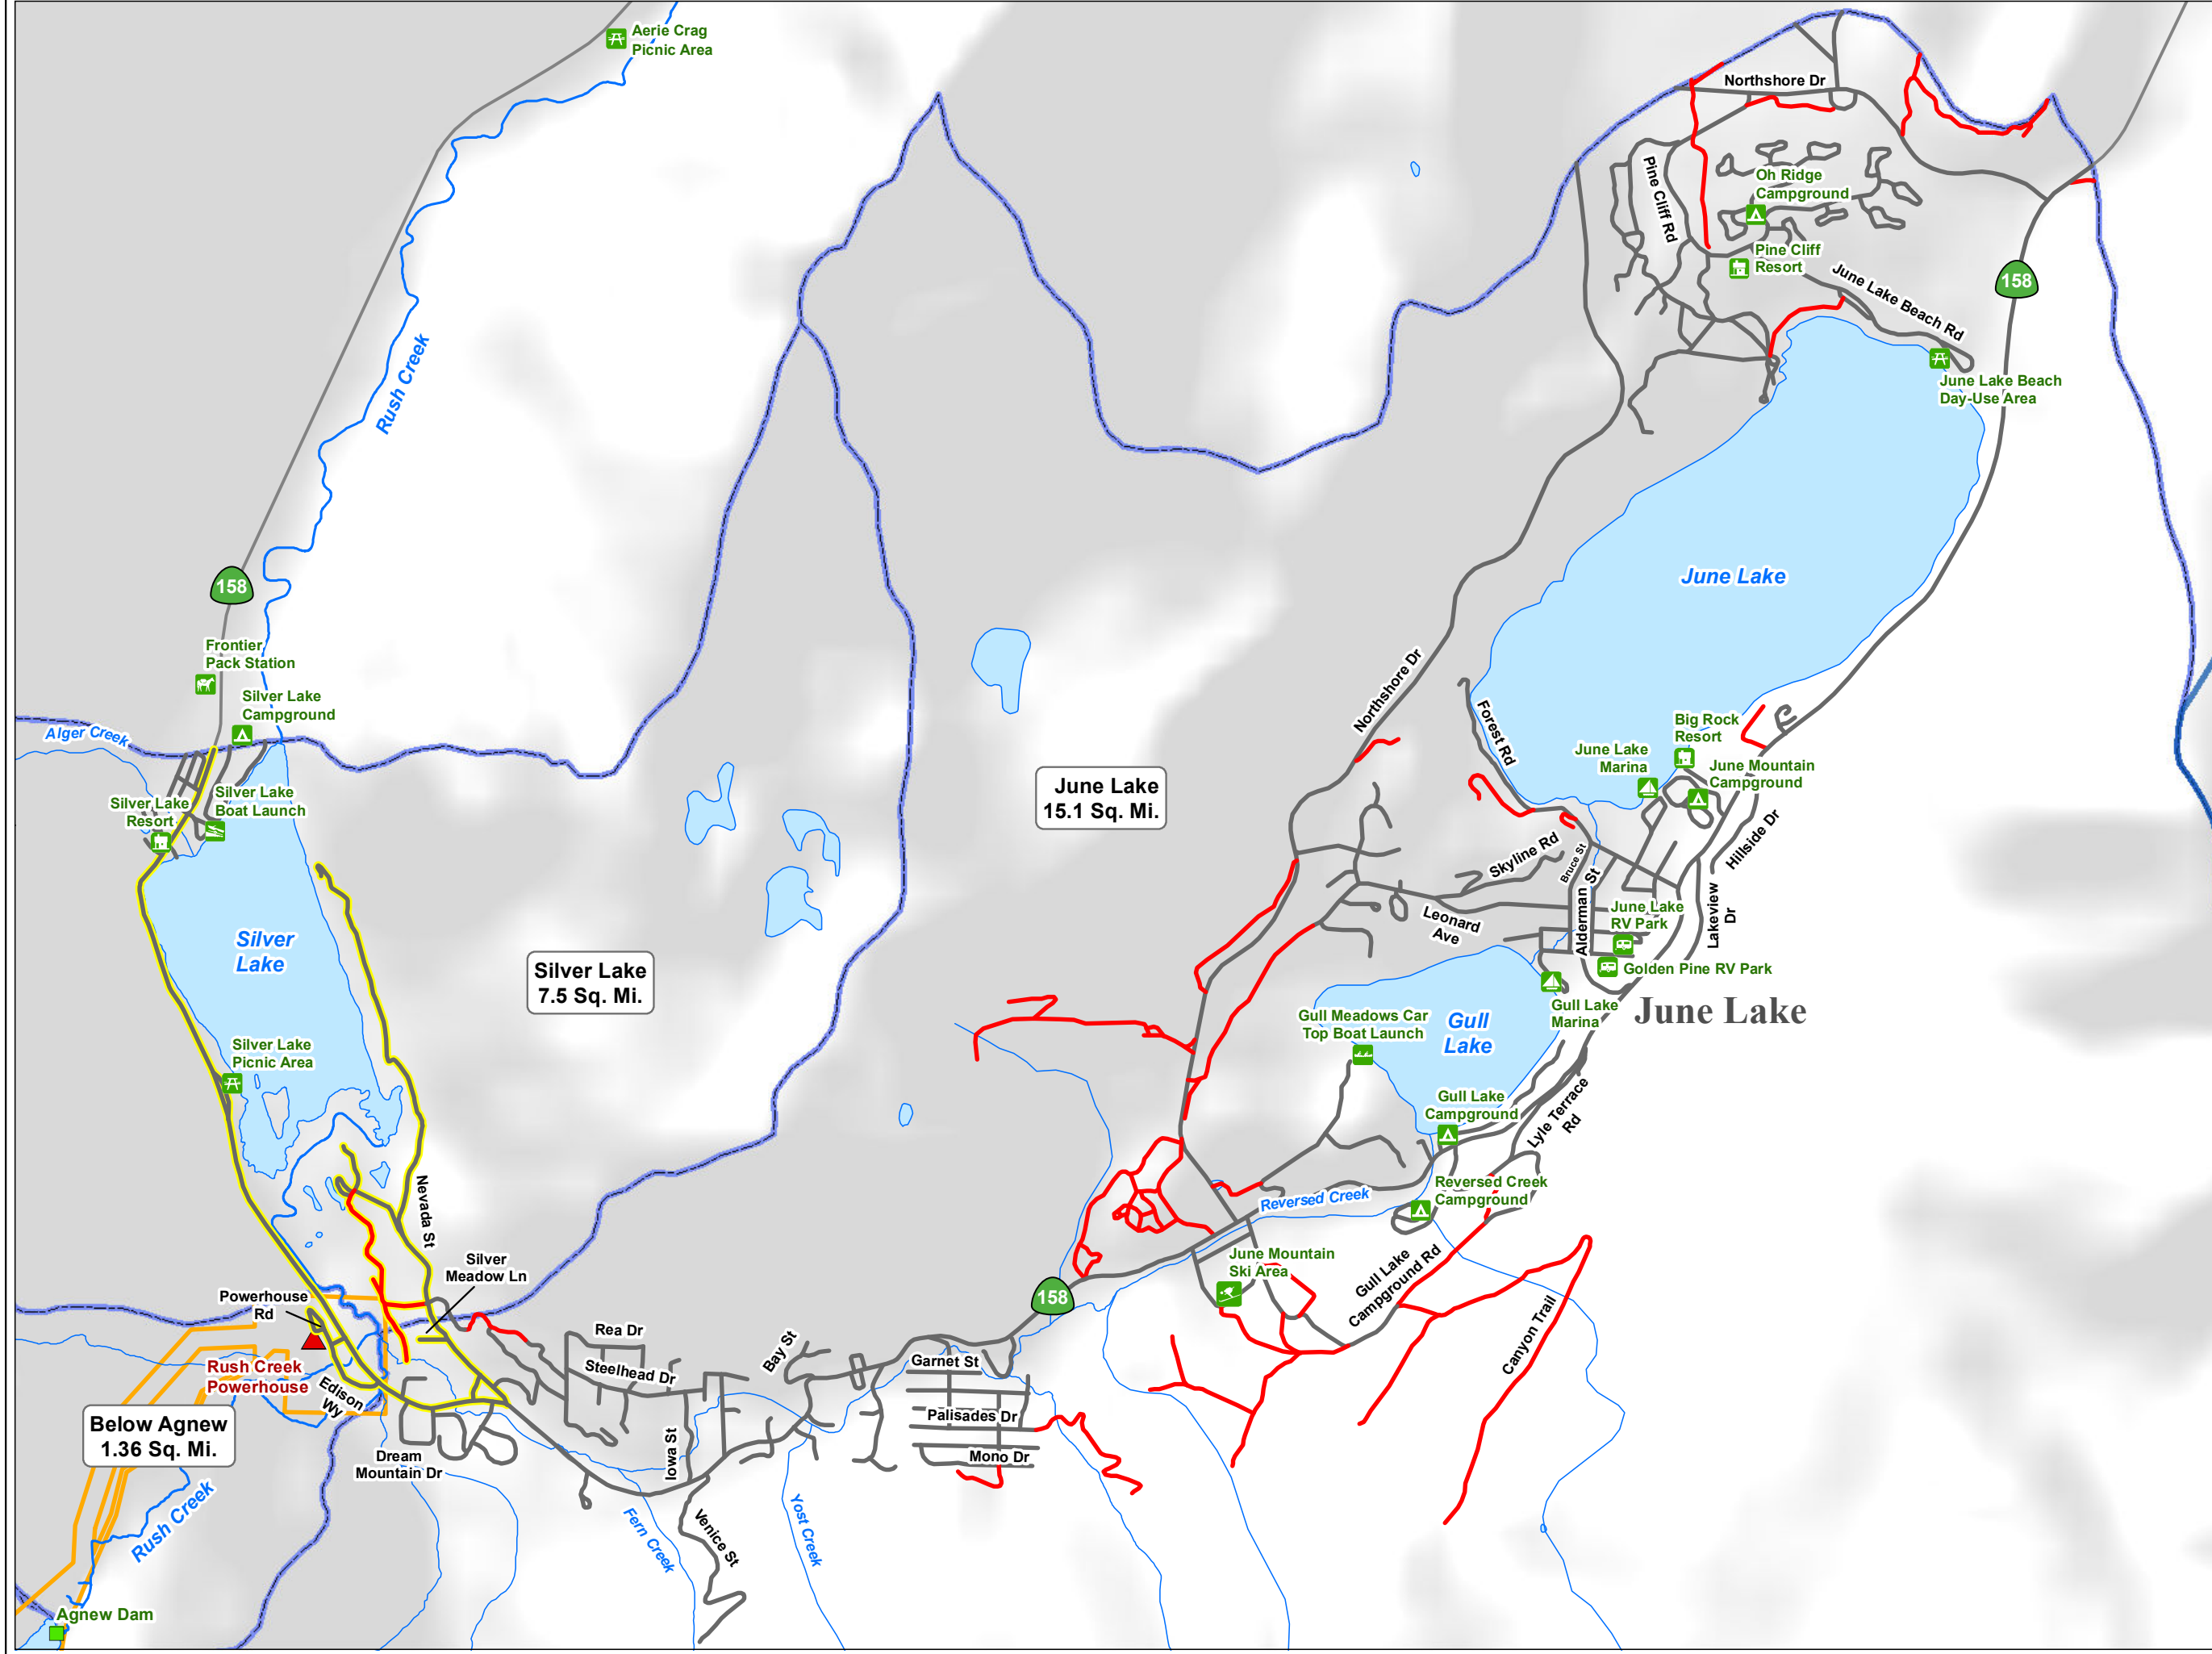 Aerie Crag
Picnic Area
Northshore Dr
Pine Cliff Rd
Oh Ridge
Campground
Pine Cliff
Resort
June Lake Beach Rd
158
June Lake Beach
Day-Use Area
Rush Creek
158
June Lake
Frontier
Pack Station
Silver Lake
Campground
Alger Creek
Silver Lake
Resort
Silver Lake
Boat Launch
Northshore Dr
Forest Rd
Big Rock
Resort
June Lake
Marina
June Mountain
Campground
June Lake
15.1 Sq. Mi.
Hillside Dr
Skyline Rd
Bruce St
Alderman St
Lakeview
Dr
Leonard
Ave
June Lake
RV Park
Golden Pine RV Park
Silver
Lake
Silver Lake
7.5 Sq. Mi.
Gull Lake
Marina
June Lake
Gull Meadows Car
Top Boat Launch
Gull
Lake
Silver Lake
Picnic Area
Gull Lake
Campground
Lyle Terrace
Rd
Nevada St
Reversed Creek
Reversed Creek
Campground
Silver
Meadow Ln
June Mountain
Ski Area
Gull Lake
Campground Rd
Canyon Trail
Powerhouse
Rd
158
Rea Dr
Steelhead Dr
Bay St
Garnet St
Rush Creek
Powerhouse
Edison
Wy
Below Agnew
1.36 Sq. Mi.
Palisades Dr
Mono Dr
Iowa St
Dream
Mountain Dr
Rush Creek
Fern Creek
Venice St
Yost Creek
Agnew Dam